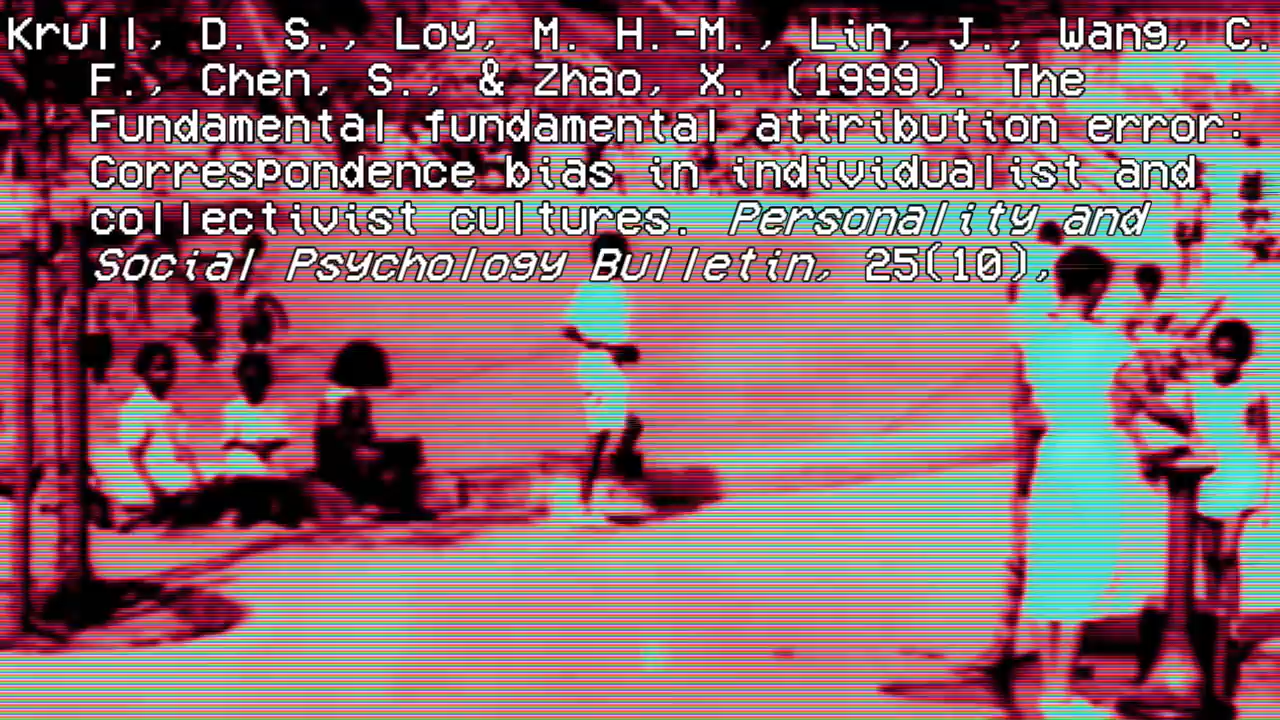 Krull, D. S., Loy, M. H.-M., Lin, J., Wang, C.
F., Chen, S., & Zhao, X. (1999). The
Fundamental fundamental attribution error:
Correspondence bias in individualist and
collectivist cultures. Personality and
Social Psychology Bulletin, 25(10),